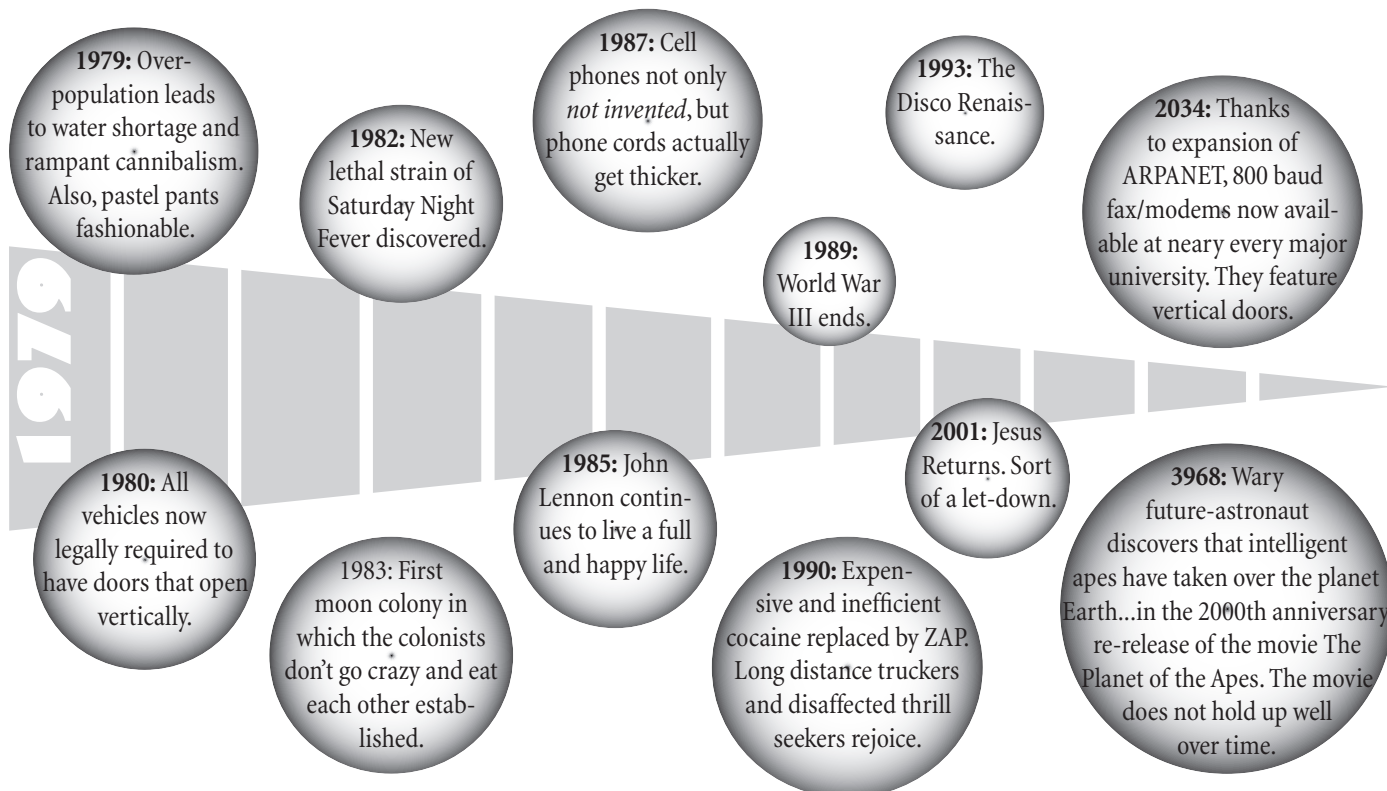 1979: Over-
population leads
to water shortage and
rampant cannibalism.
Also, pastel pants
fashionable.
1982: New
lethal strain of
Saturday Night
Fever discovered.
1987: Cell
phones not only
not invented, but
phone cords actually
get thicker.
1993: The
Disco Renais-
sance.
2034: Thanks
to expansion of
ARPANET, 800 baud
fax/modems now avail-
able at neary every major
university. They feature
vertical doors.
1989:
World War
III ends.
1979
1980: All
vehicles now
legally required to
have doors that open
vertically.
1983: First
moon colony in
which the colonists
don’t go crazy and eat
each other estab-
lished.
1985: John
Lennon contin-
ues to live a full
and happy life.
1990: Expen-
sive and inefficient
cocaine replaced by ZAP.
Long distance truckers
and disaffected thrill
seekers rejoice.
2001: Jesus
Returns. Sort
of a let-down.
3968: Wary
future-astronaut
discovers that intelligent
apes have taken over the planet
Earth...in the 2000th anniversary
re-release of the movie The
Planet of the Apes. The movie
does not hold up well
over time.